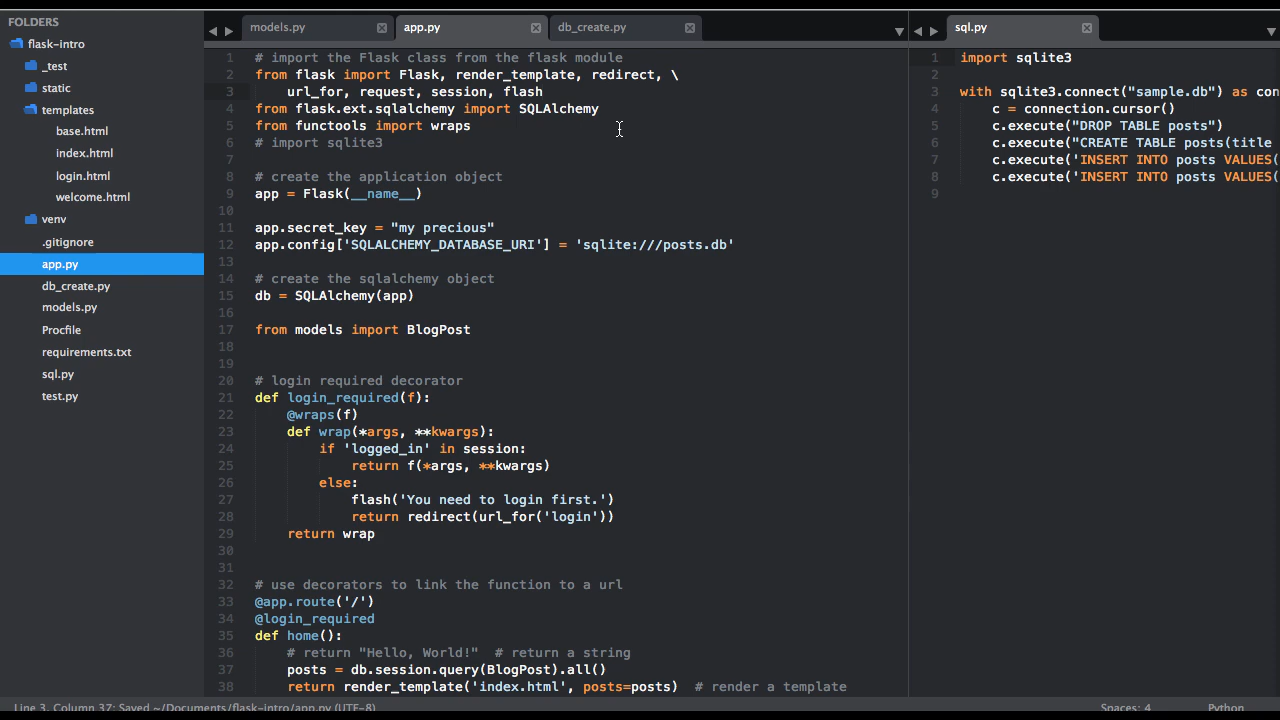 FOLDERS
flask-intro
_test
static
templates
base.html
index.html
login.html
welcome.html
venv
.gitignore
app.py
db_create.py
models.py
Procfile
requirements.txt
sql.py
test.py
models.py
app.py
db_create.py
1 # import the Flask class from the flask module
2 from flask import Flask, render_template, redirect, \
3     url_for, request, session, flash
4 from flask.ext.sqlalchemy import SQLAlchemy
5 from functools import wraps
6 # import sqlite3
7
8 # create the application object
9 app = Flask(__name__)
10
11 app.secret_key = "my precious"
12 app.config['SQLALCHEMY_DATABASE_URI'] = 'sqlite:///posts.db'
13
14 # create the sqlalchemy object
15 db = SQLAlchemy(app)
16
17 from models import BlogPost
18
19
20 # login required decorator
21 def login_required(f):
22     @wraps(f)
23     def wrap(*args, **kwargs):
24         if 'logged_in' in session:
25             return f(*args, **kwargs)
26         else:
27             flash('You need to login first.')
28             return redirect(url_for('login'))
29     return wrap
30
31
32 # use decorators to link the function to a url
33 @app.route('/')
34 @login_required
35 def home():
36     # return "Hello, World!"  # return a string
37     posts = db.session.query(BlogPost).all()
38     return render_template('index.html', posts=posts)  # render a template
sql.py
1 import sqlite3
2
3 with sqlite3.connect("sample.db") as con
4     c = connection.cursor()
5     c.execute("DROP TABLE posts")
6     c.execute("CREATE TABLE posts(title
7     c.execute('INSERT INTO posts VALUES(
8     c.execute('INSERT INTO posts VALUES(
9
Line 3, Column 37; Saved ~/Documents/flask-intro/app.py (UTF-8)
Spaces: 4
Python